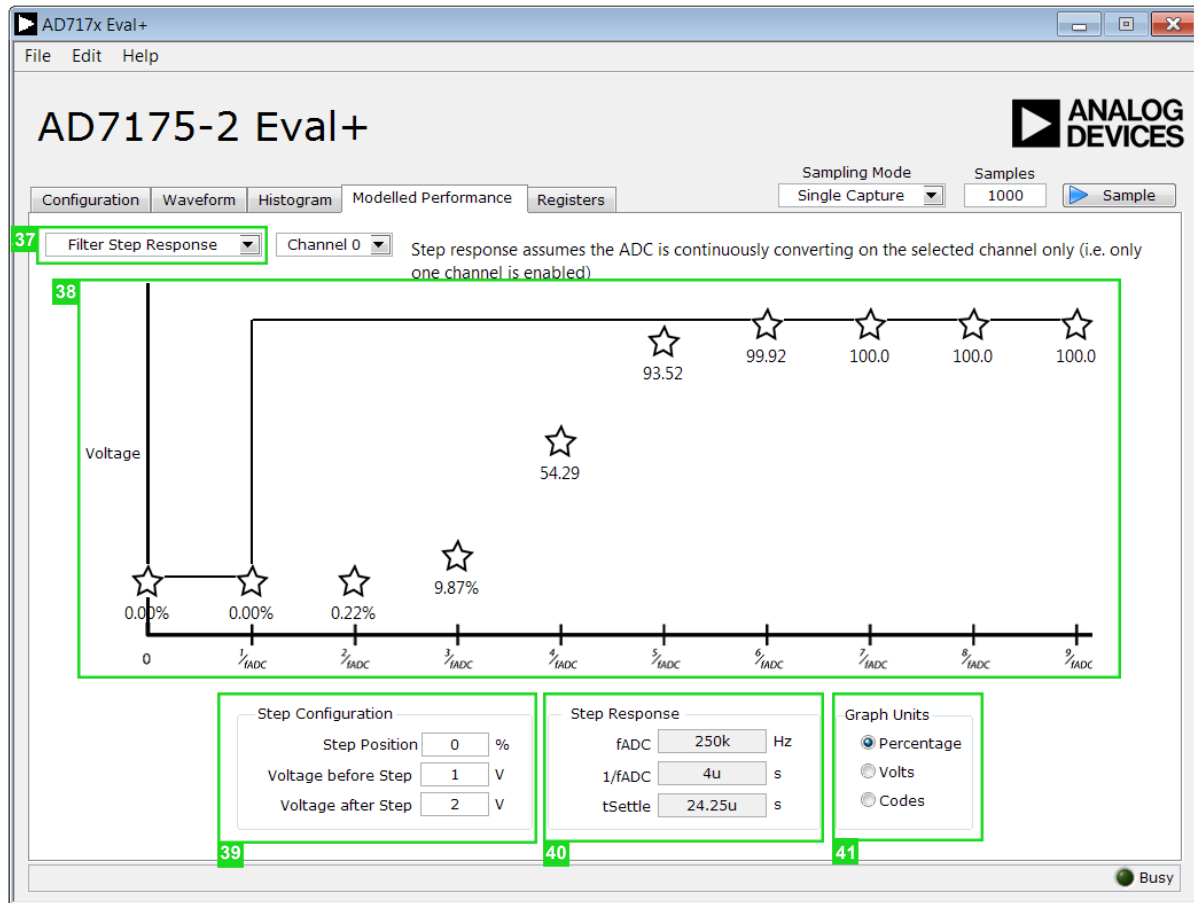 AD717x Eval+
File Edit Help
AD7175-2 Eval+
ANALOG
DEVICES
Sampling Mode
Samples
Configuration
Waveform
Histogram
Modelled Performance
Registers
Single Capture
1000
Sample
37
Filter Step Response
Channel 0
Step response assumes the ADC is continuously converting on the selected channel only (i.e. only
one channel is enabled)
38
Voltage
0.00%
0.00%
0.22%
9.87%
54.29
93.52
99.92
100.0
100.0
100.0
0
1/fADC
2/fADC
3/fADC
4/fADC
5/fADC
6/fADC
7/fADC
8/fADC
9/fADC
Step Configuration
Step Position 0 %
Voltage before Step 1 V
Voltage after Step 2 V
39
Step Response
fADC 250k Hz
1/fADC 4u s
tSettle 24.25u s
40
Graph Units
Percentage
Volts
Codes
41
Busy